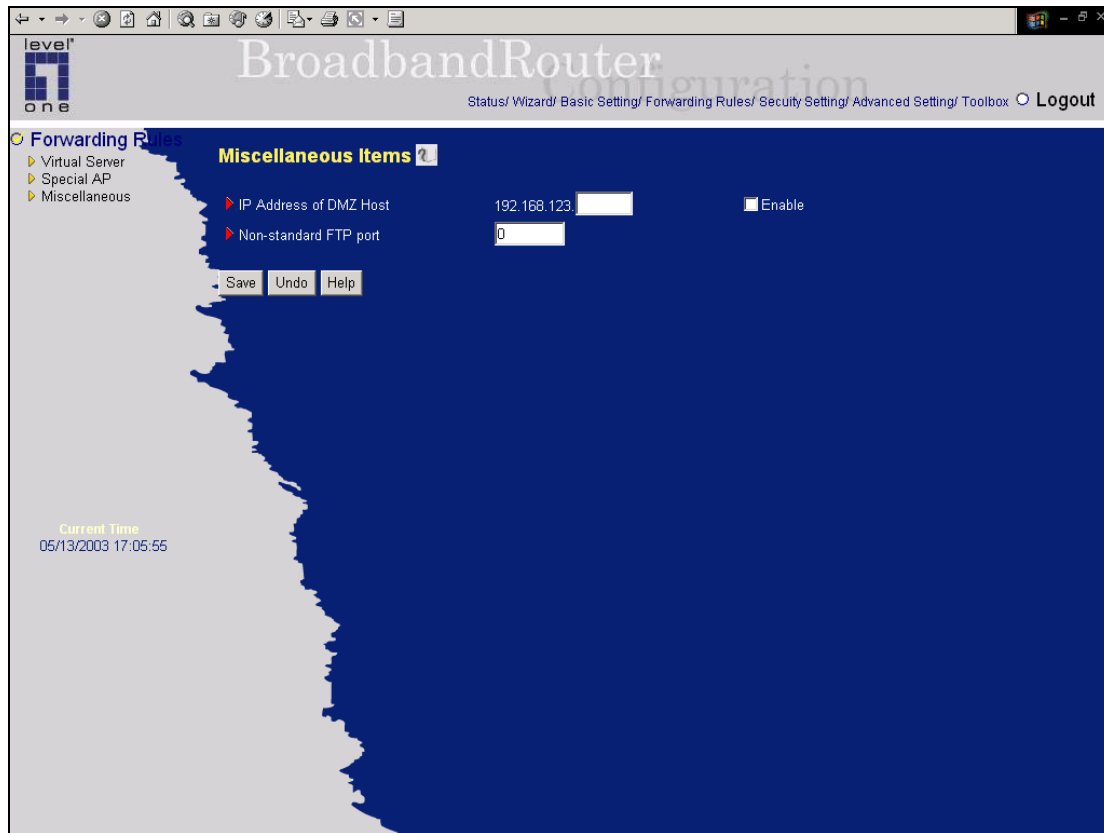 level
one
BroadbandRouter
Configuration
Status/ Wizard/ Basic Setting/ Forwarding Rules/ Secuity Setting/ Advanced Setting/ Toolbox Logout
Forwarding Rules
Virtual Server
Special AP
Miscellaneous
Miscellaneous Items
IP Address of DMZ Host 192.168.123. Enable
Non-standard FTP port 0
Save Undo Help
Current Time
05/13/2003 17:05:55